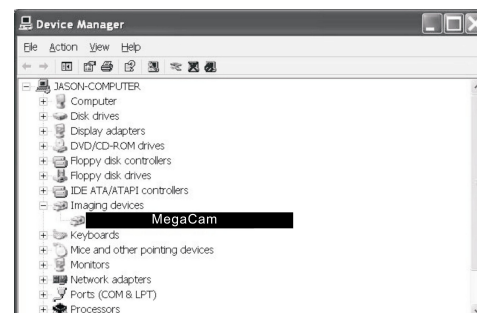 Device Manager
File Action View Help
JASON-COMPUTER
Computer
Disk drives
Display adapters
DVD/CD-ROM drives
Floppy disk controllers
Floppy disk drives
IDE ATA/ATAPI controllers
Imaging devices
MegaCam
Keyboards
Mice and other pointing devices
Monitors
Network adapters
Ports (COM & LPT)
Processors